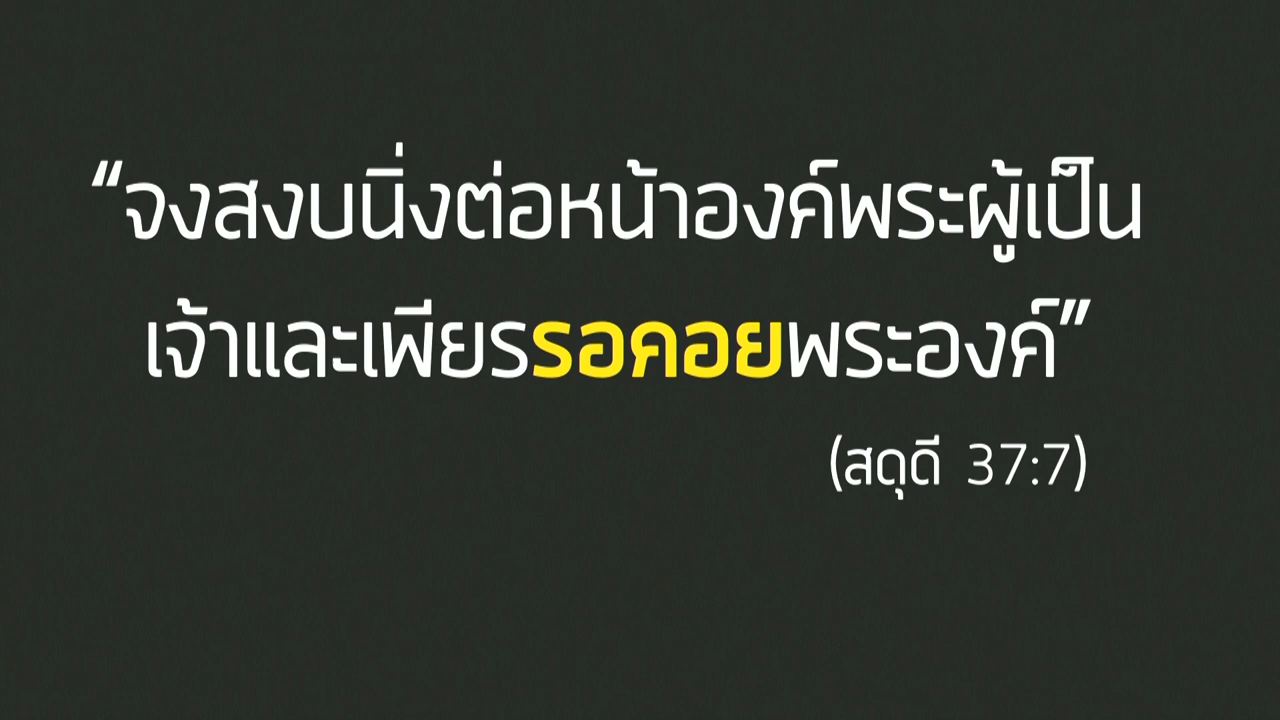 “จงสงบนิ่งต่อหน้าองค์พระผู้เป็น
เจ้าและเพียรรอคอยพระองค์”
(สดุดี 37:7)